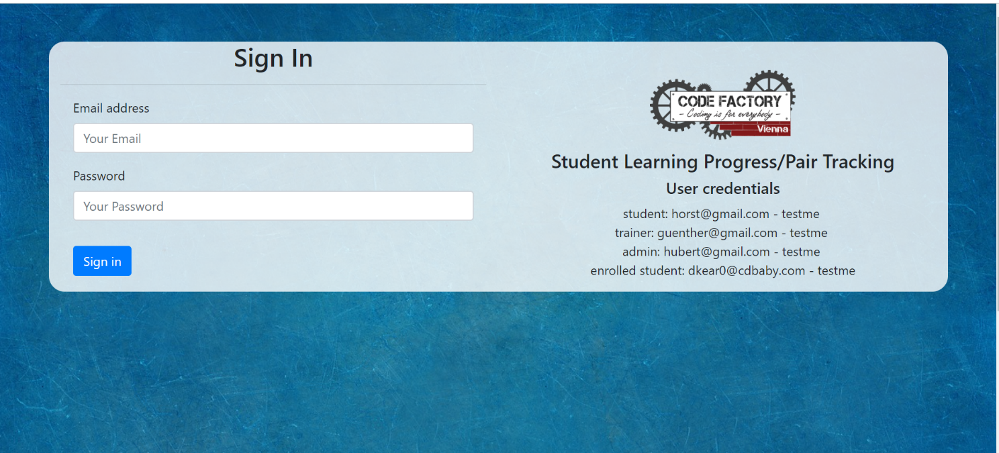 Sign In
Email address
Your Email
Password
Your Password
Sign in
CODE FACTORY
- Coding is for everybody -
Vienna
Student Learning Progress/Pair Tracking
User credentials
student: horst@gmail.com - testme
trainer: guenther@gmail.com - testme
admin: hubert@gmail.com - testme
enrolled student: dkear0@cdbaby.com - testme